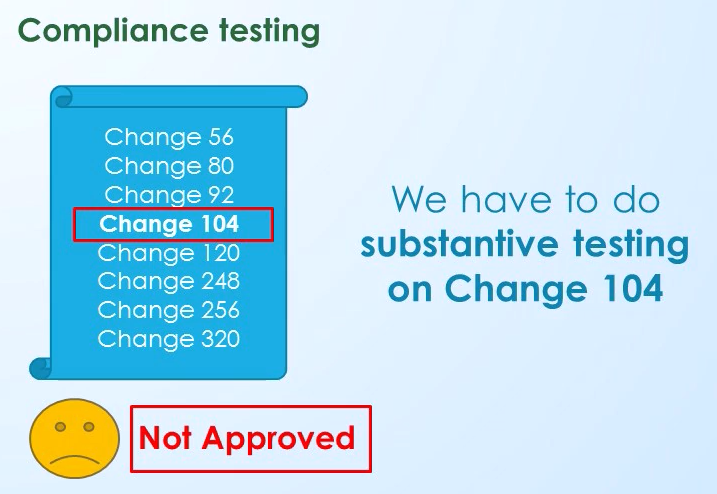 Compliance testing
Change 56
Change 80
Change 92
Change 104
Change 120
Change 248
Change 256
Change 320
We have to do
substantive testing
on Change 104
Not Approved